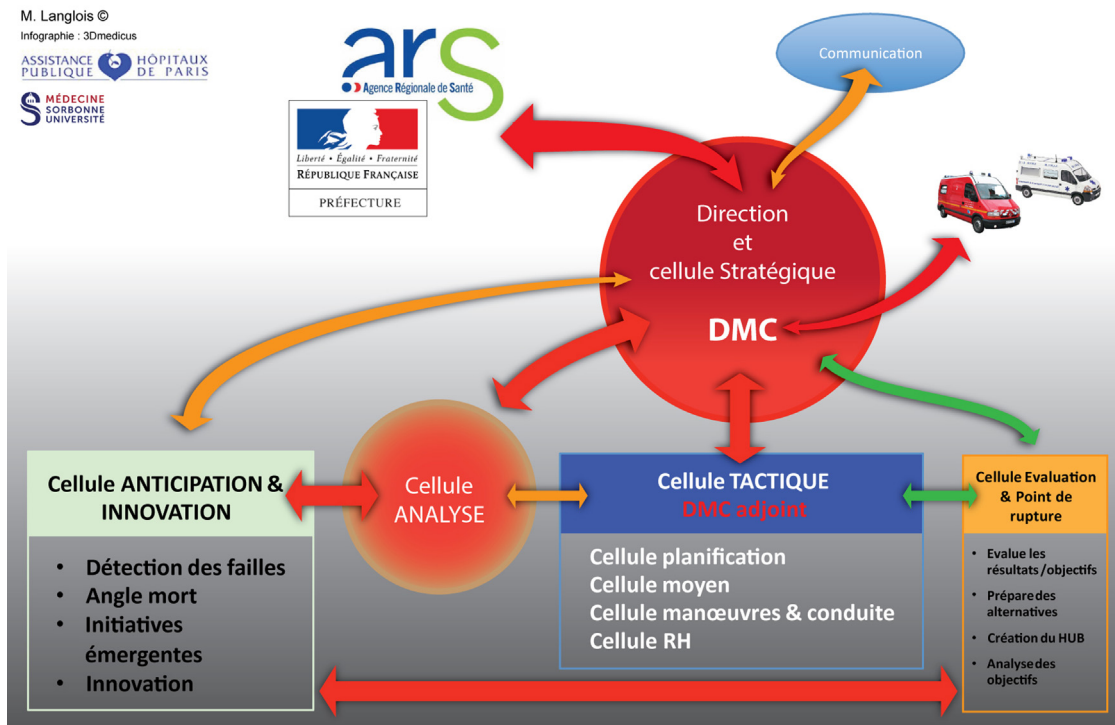 M. Langlois ©
Infographie : 3Dmedicus
ASSISTANCE HÔPITAUX
PUBLIQUE DE PARIS
MÉDECINE
SORBONNE
UNIVERSITÉ
ars
Agence Régionale de Santé
Liberté • Égalité • Fraternité
RÉPUBLIQUE FRANÇAISE
PRÉFECTURE
Communication
Direction
et
cellule Stratégique
DMC
Cellule ANTICIPATION &
INNOVATION
• Détection des failles
• Angle mort
• Initiatives
émergentes
• Innovation
Cellule
ANALYSE
Cellule TACTIQUE
DMC adjoint
Cellule planification
Cellule moyen
Cellule manœuvres & conduite
Cellule RH
Cellule Evaluation
& Point de
rupture
• Evalue les
résultats/objectifs
• Prépare des
alternatives
• Création du HUB
• Analyse des
objectifs